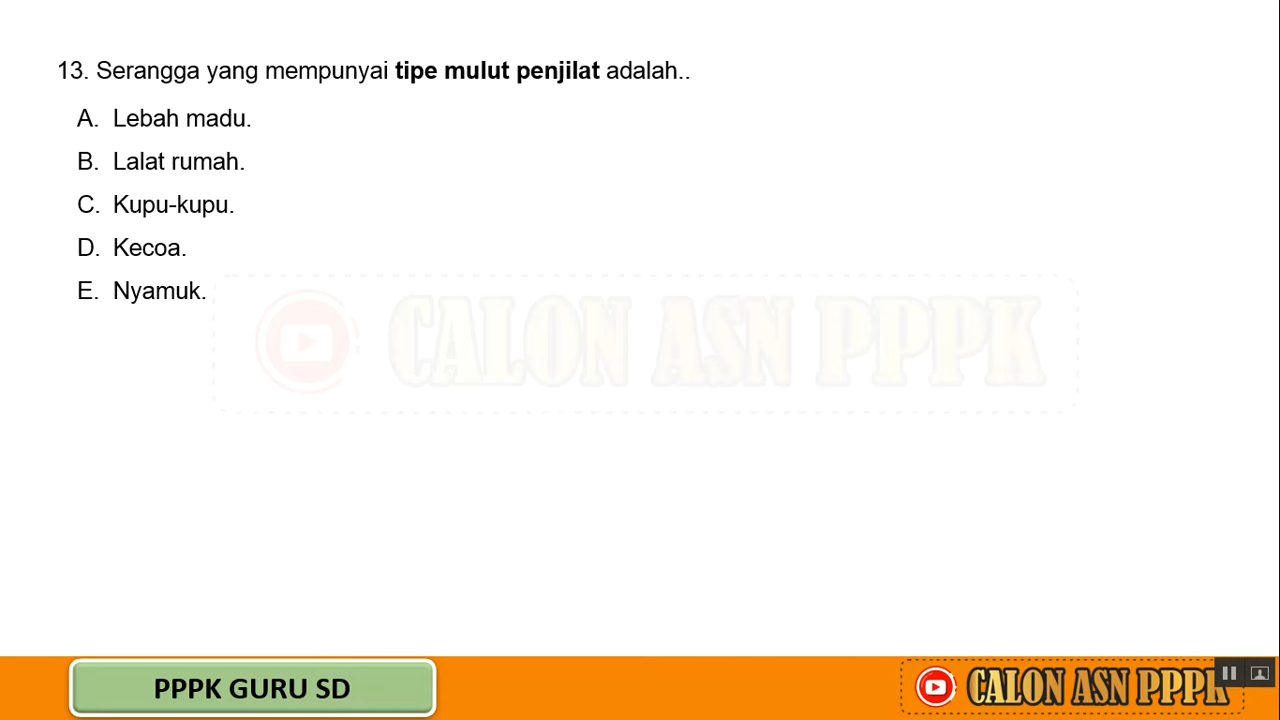 13. Serangga yang mempunyai tipe mulut penjilat adalah..
A. Lebah madu.
B. Lalat rumah.
C. Kupu-kupu.
D. Kecoa.
E. Nyamuk.
CALON ASN PPPK
PPPK GURU SD
CALON ASN PPPK